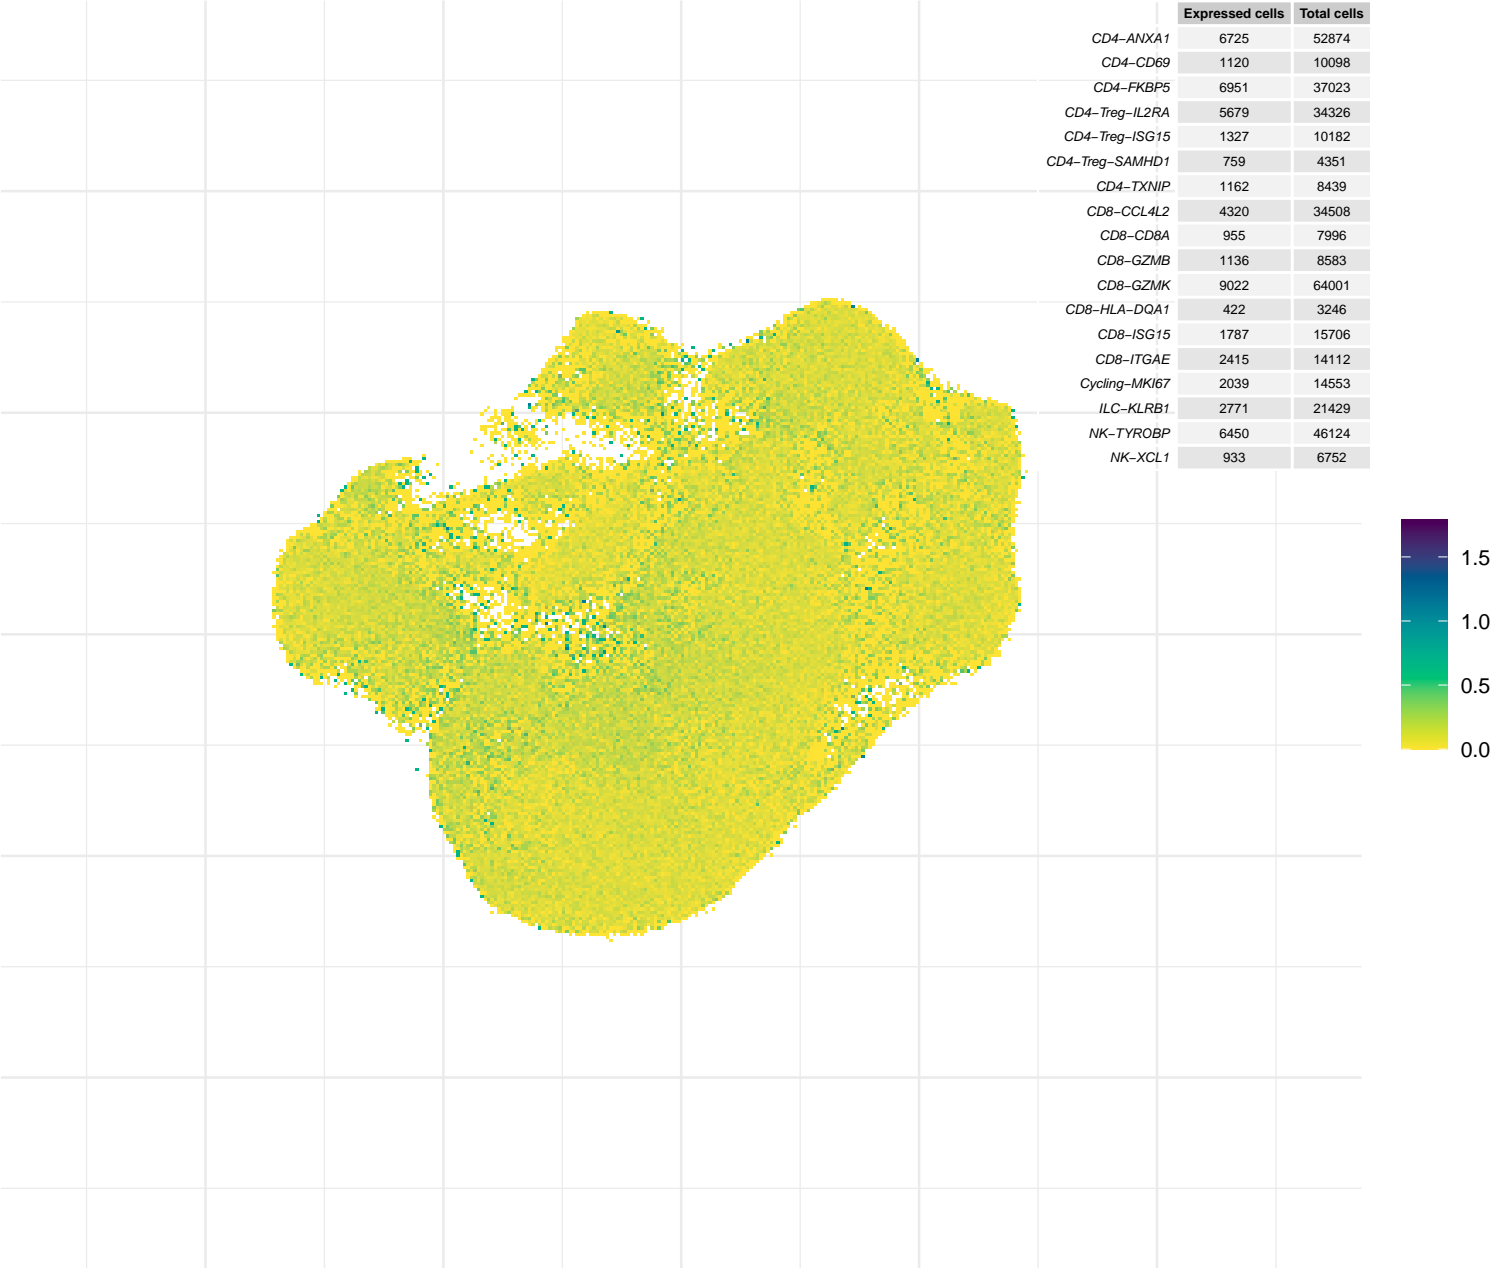 Expressed cells Total cells
CD4−ANXA1 6725 52874
CD4−CD69 1120 10098
CD4−FKBP5 6951 37023
CD4−Treg−IL2RA 5679 34326
CD4−Treg−ISG15 1327 10182
CD4−Treg−SAMHD1 759 4351
CD4−TXNIP 1162 8439
CD8−CCL4L2 4320 34508
CD8−CD8A 955 7996
CD8−GZMB 1136 8583
CD8−GZMK 9022 64001
CD8−HLA−DQA1 422 3246
CD8−ISG15 1787 15706
CD8−ITGAE 2415 14112
Cycling−MKI67 2039 14553
ILC−KLRB1 2771 21429
NK−TYROBP 6450 46124
NK−XCL1 933 6752
1.5
1.0
0.5
0.0